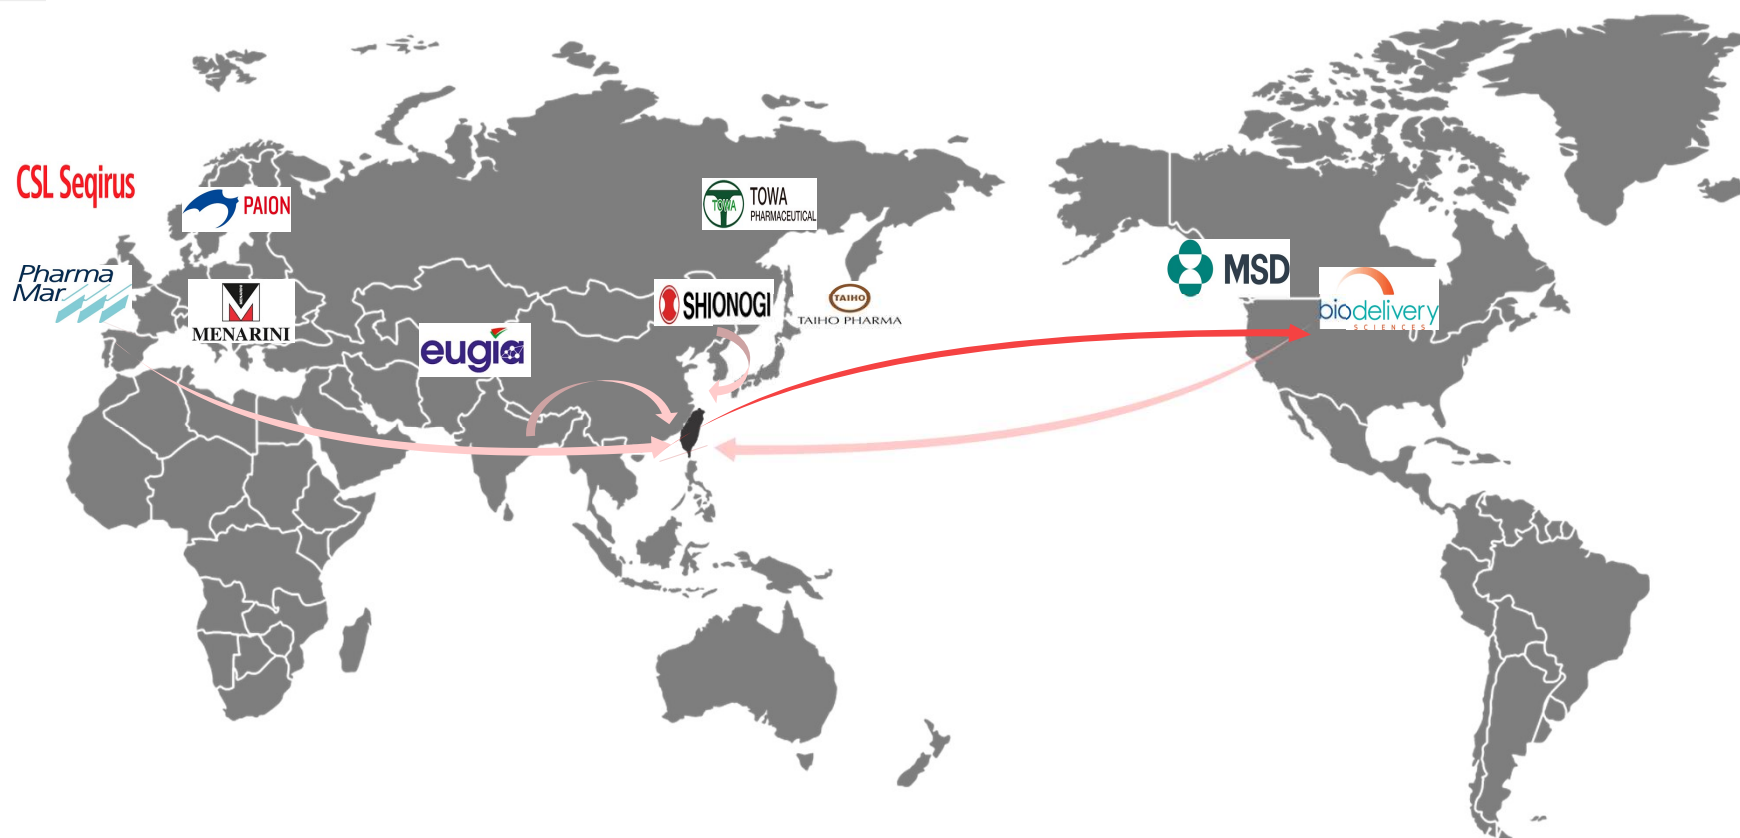 CSL Seqirus
PAION
TOWA
TOWA
PHARMACEUTICAL
Pharma
Mar
MENARINI
eugia
SHIONOGI
TAIHO
TAIHO PHARMA
MSD
biodelivery
SCIENCES